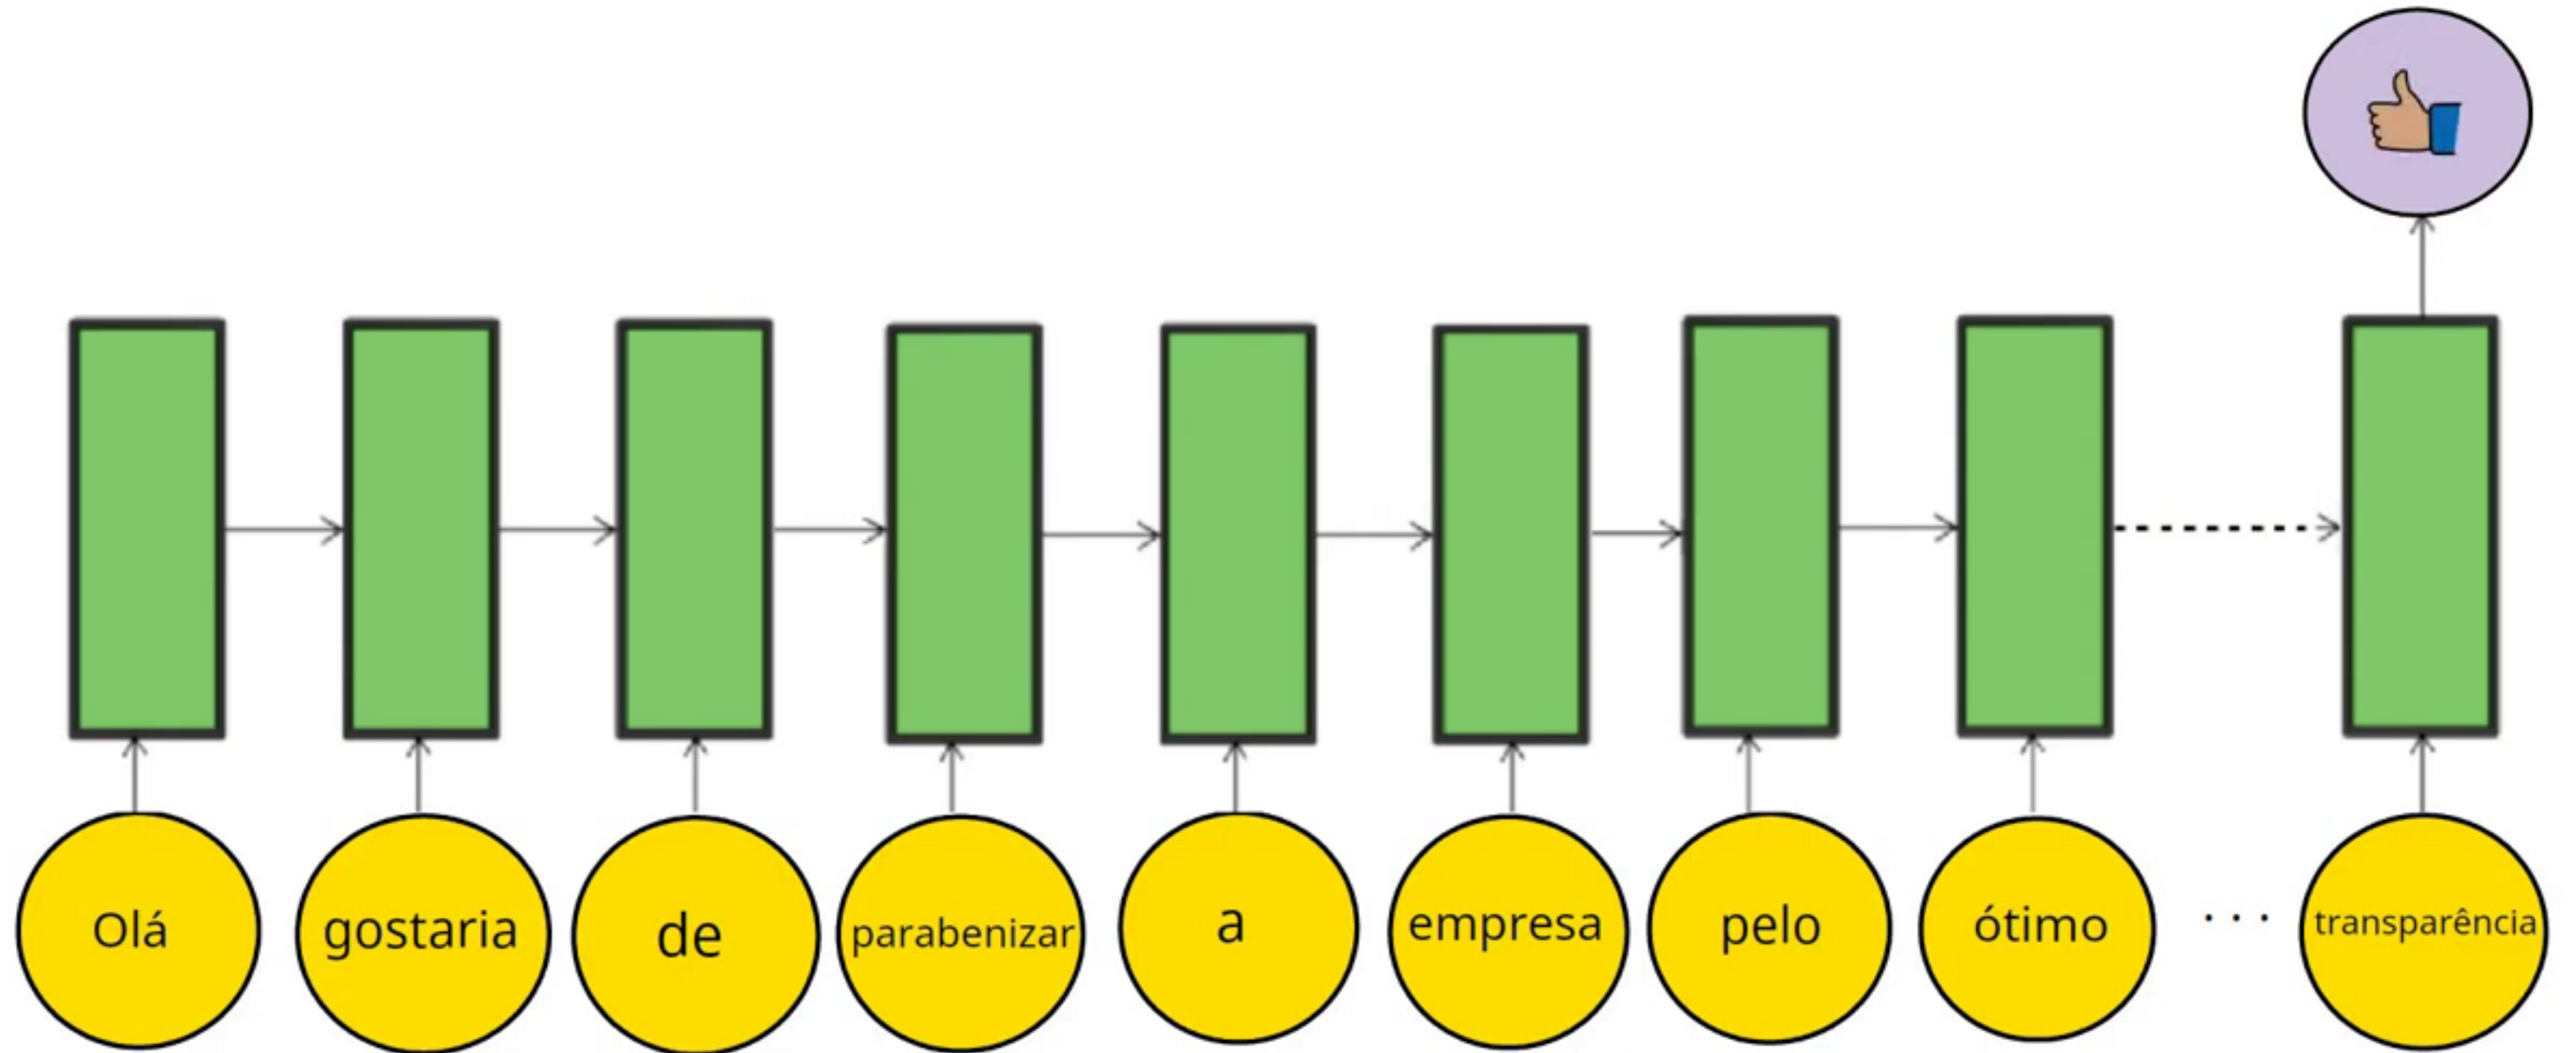 Olá
gostaria
de
parabenizar
a
empresa
pelo
ótimo
. . .
transparência